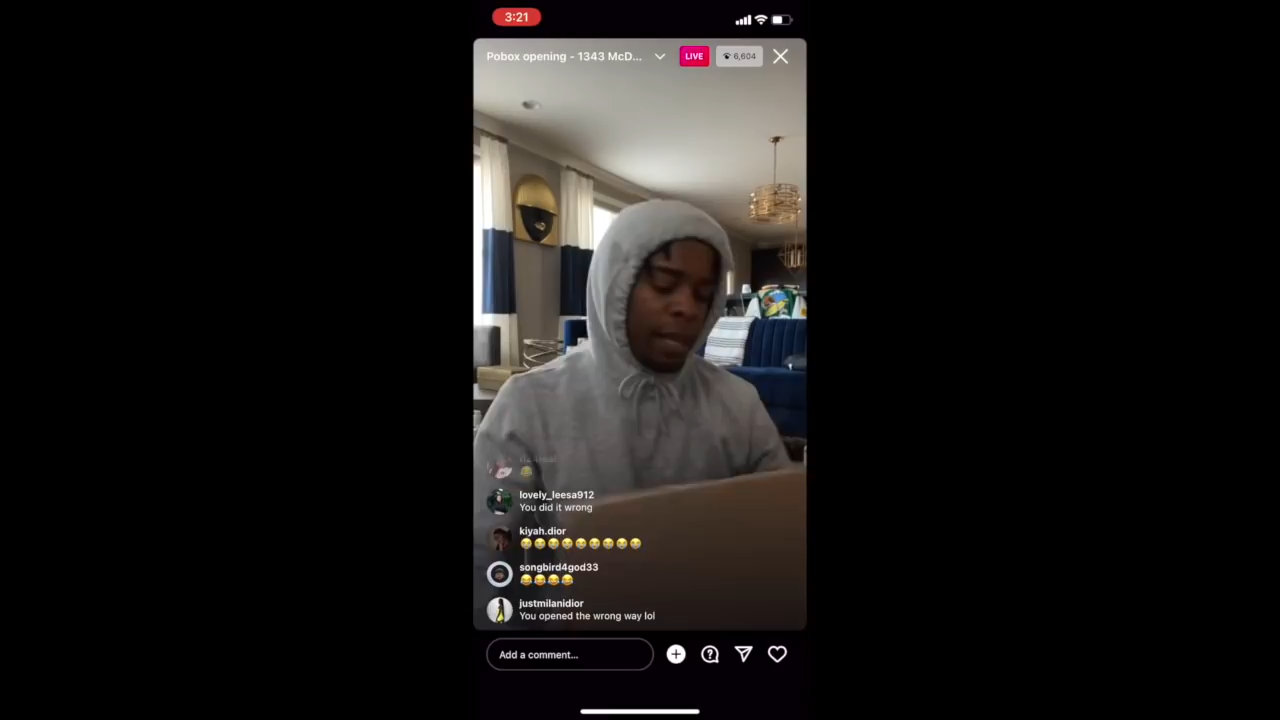 3:21
Pobox opening - 1343 McD...
LIVE
6,604
lovely_leesa912
You did it wrong
kiyah.dior
😂😂😂😂😂😂😂😂😂
songbird4god33
😂😂😂😂
justmilanidior
You opened the wrong way lol
Add a comment...